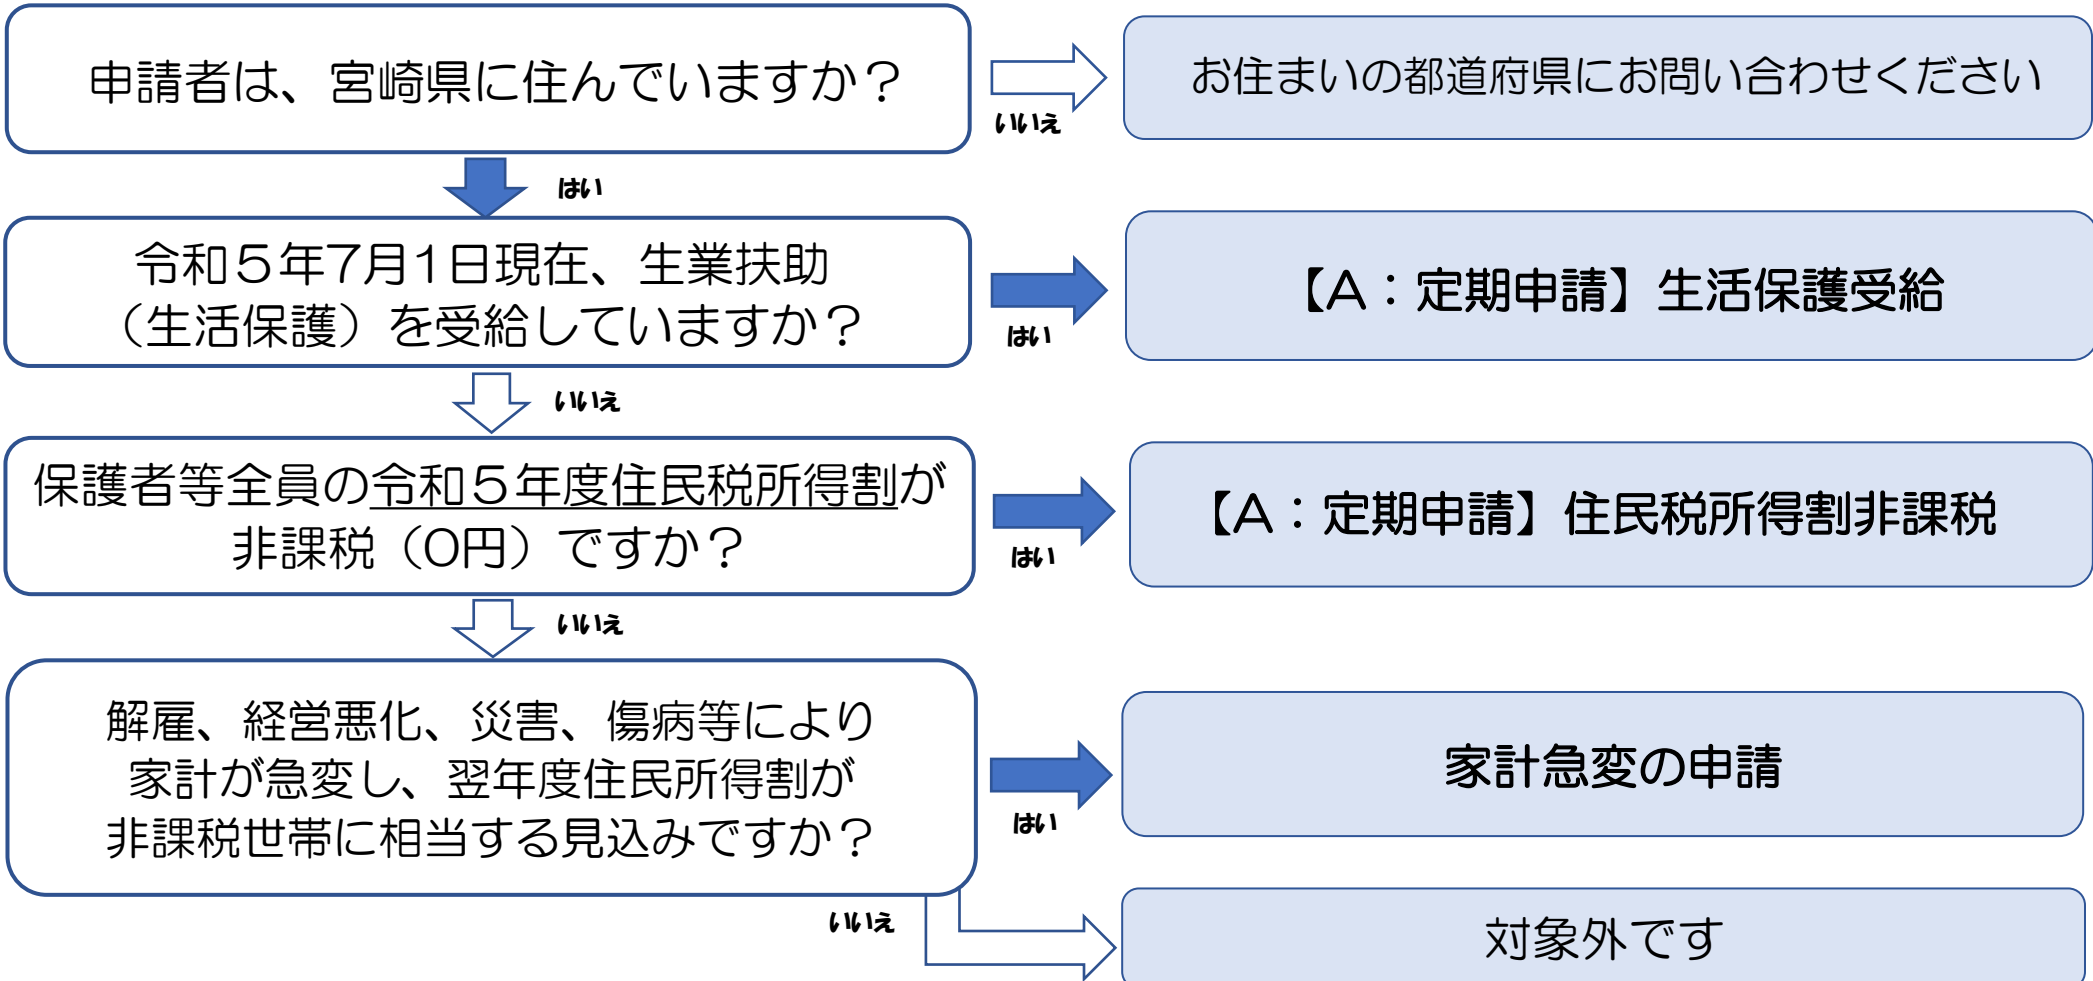 申請者は、宮崎県に住んでいますか？
いいえ
お住まいの都道府県にお問い合わせください
はい
令和５年7月1日現在、生業扶助
（生活保護）を受給していますか？
はい
【A：定期申請】生活保護受給
いいえ
保護者等全員の令和５年度住民税所得割が
非課税（0円）ですか？
はい
【A：定期申請】住民税所得割非課税
いいえ
解雇、経営悪化、災害、傷病等により
家計が急変し、翌年度住民所得割が
非課税世帯に相当する見込みですか？
はい
家計急変の申請
いいえ
対象外です